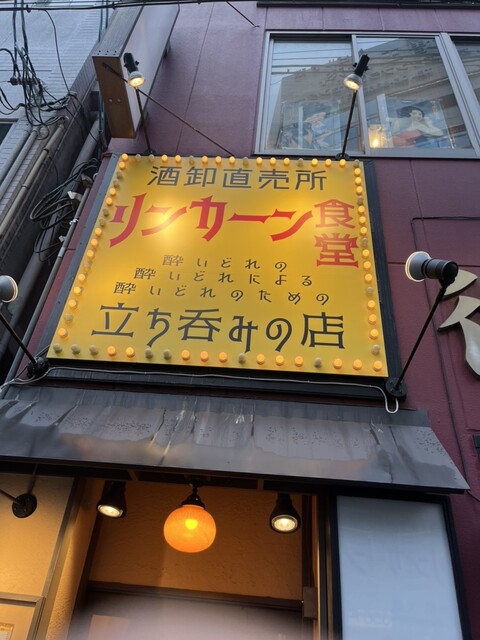 酒卸直売所
リンカーン食堂
酔いどれの
酔いどれによる
酔いどれのための
立ち呑みの店